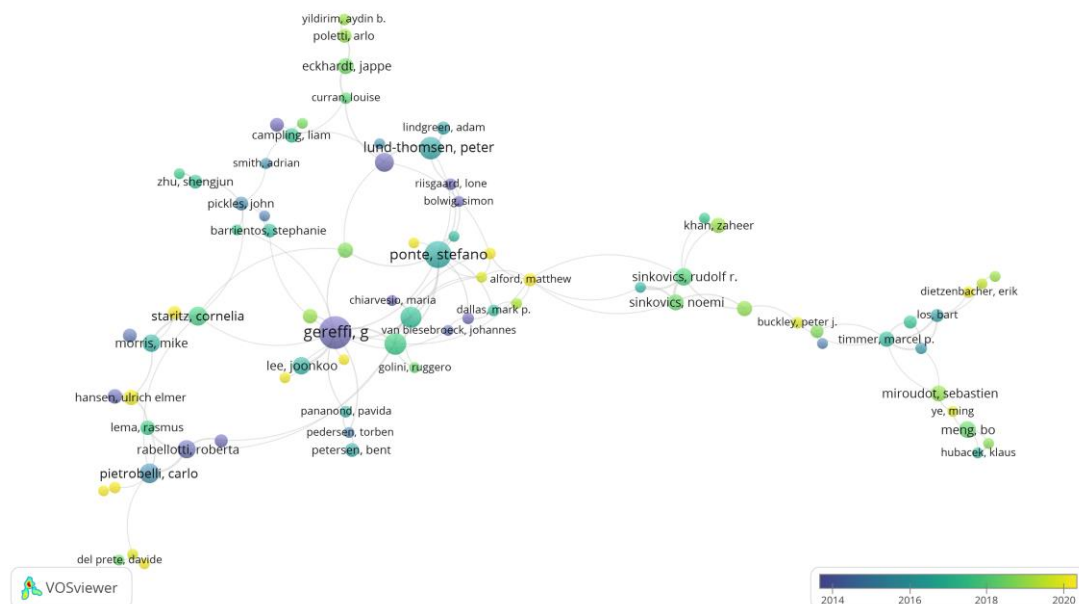 yildirim, aydin b.
poletti, arlo
eckhardt, jappe
curran, louise
lindgreen, adam
campling, liam
lund-thomsen, peter
smith, adrian
zhu, shengjun
riisgaard, lone
pickles, john
bolwig, simon
barrientos, stephanie
khan, zaheer
ponte, stefano
sinkovics, rudolf r.
alford, matthew
dietzenbacher, erik
chiarvesio, maria
sinkovics, noemi
staritz, cornelia
dallas, mark p.
los, bart
gereffi, g
van biesebroeck, johannes
buckley, peter j.
timmer, marcel p.
morris, mike
lee, joonkoo
golini, ruggero
miroudot, sebastien
hansen, ulrich elmer
pananond, pavida
ye, ming
lema, rasmus
pedersen, torben
meng, bo
rabellotti, roberta
petersen, bent
hubacek, klaus
pietrobelli, carlo
del prete, davide
VOSviewer
2014 2016 2018 2020